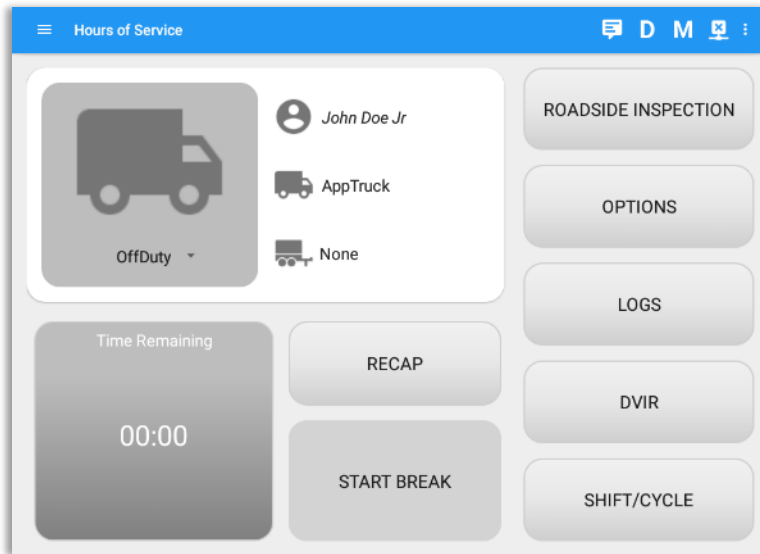 Hours of Service
D M
John Doe Jr
AppTruck
None
OffDuty
Time Remaining
00:00
RECAP
START BREAK
ROADSIDE INSPECTION
OPTIONS
LOGS
DVIR
SHIFT/CYCLE